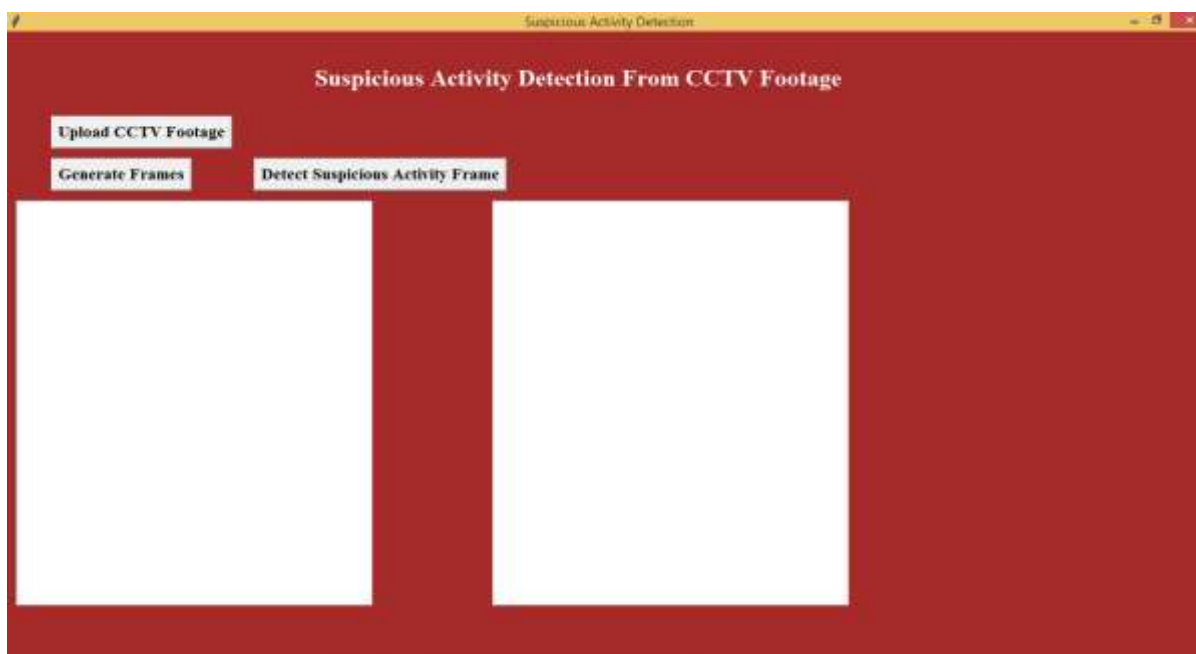 Suspicious Activity Detection
Suspicious Activity Detection From CCTV Footage
Upload CCTV Footage
Generate Frames
Detect Suspicious Activity Frame